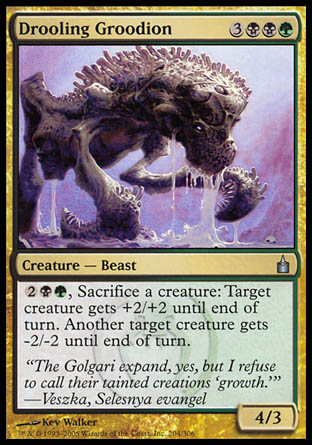 Drooling Groodion 3
Creature — Beast
2, Sacrifice a creature: Target
creature gets +2/+2 until end of
turn. Another target creature gets
-2/-2 until end of turn.
"The Golgari expand, yes, but I refuse
to call their tainted creations 'growth.'"
—Veszka, Selesnya evangel
Kev Walker
4/3
™ & © 1993–2005 Wizards of the Coast, Inc. 204/306